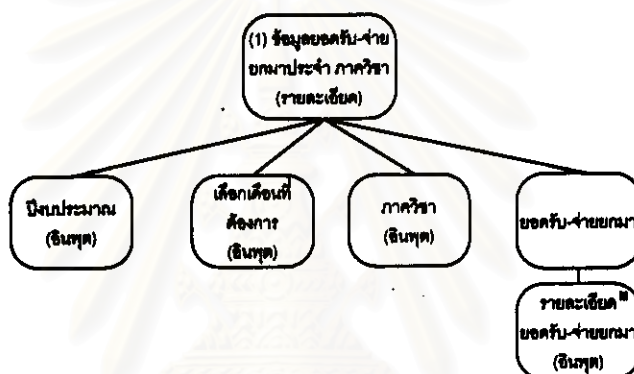 (1) ข้อมูลยอดรับ-จ่าย
ยกมาประจำ ภาควิชา
(รายละเอียด)
ปีงบประมาณ
(อินพุต)
เลือกเดือนที่
ต้องการ
(อินพุต)
ภาควิชา
(อินพุต)
ยอดรับ-จ่ายยกมา
รายละเอียด
ยอดรับ-จ่ายยกมา
(อินพุต)